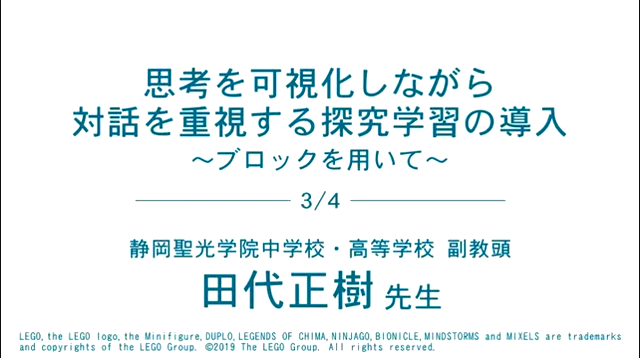 思考を可視化しながら
対話を重視する探究学習の導入
～ブロックを用いて～
3/4
静岡聖光学院中学校・高等学校 副教頭
田代正樹 先生
LEGO, the LEGO logo, the Minifigure, DUPLO, LEGENDS OF CHIMA, NINJAGO, BIONICLE, MINDSTORMS and MIXELS are trademarks
and copyrights of the LEGO Group. ©2019 The LEGO Group. All rights reserved.